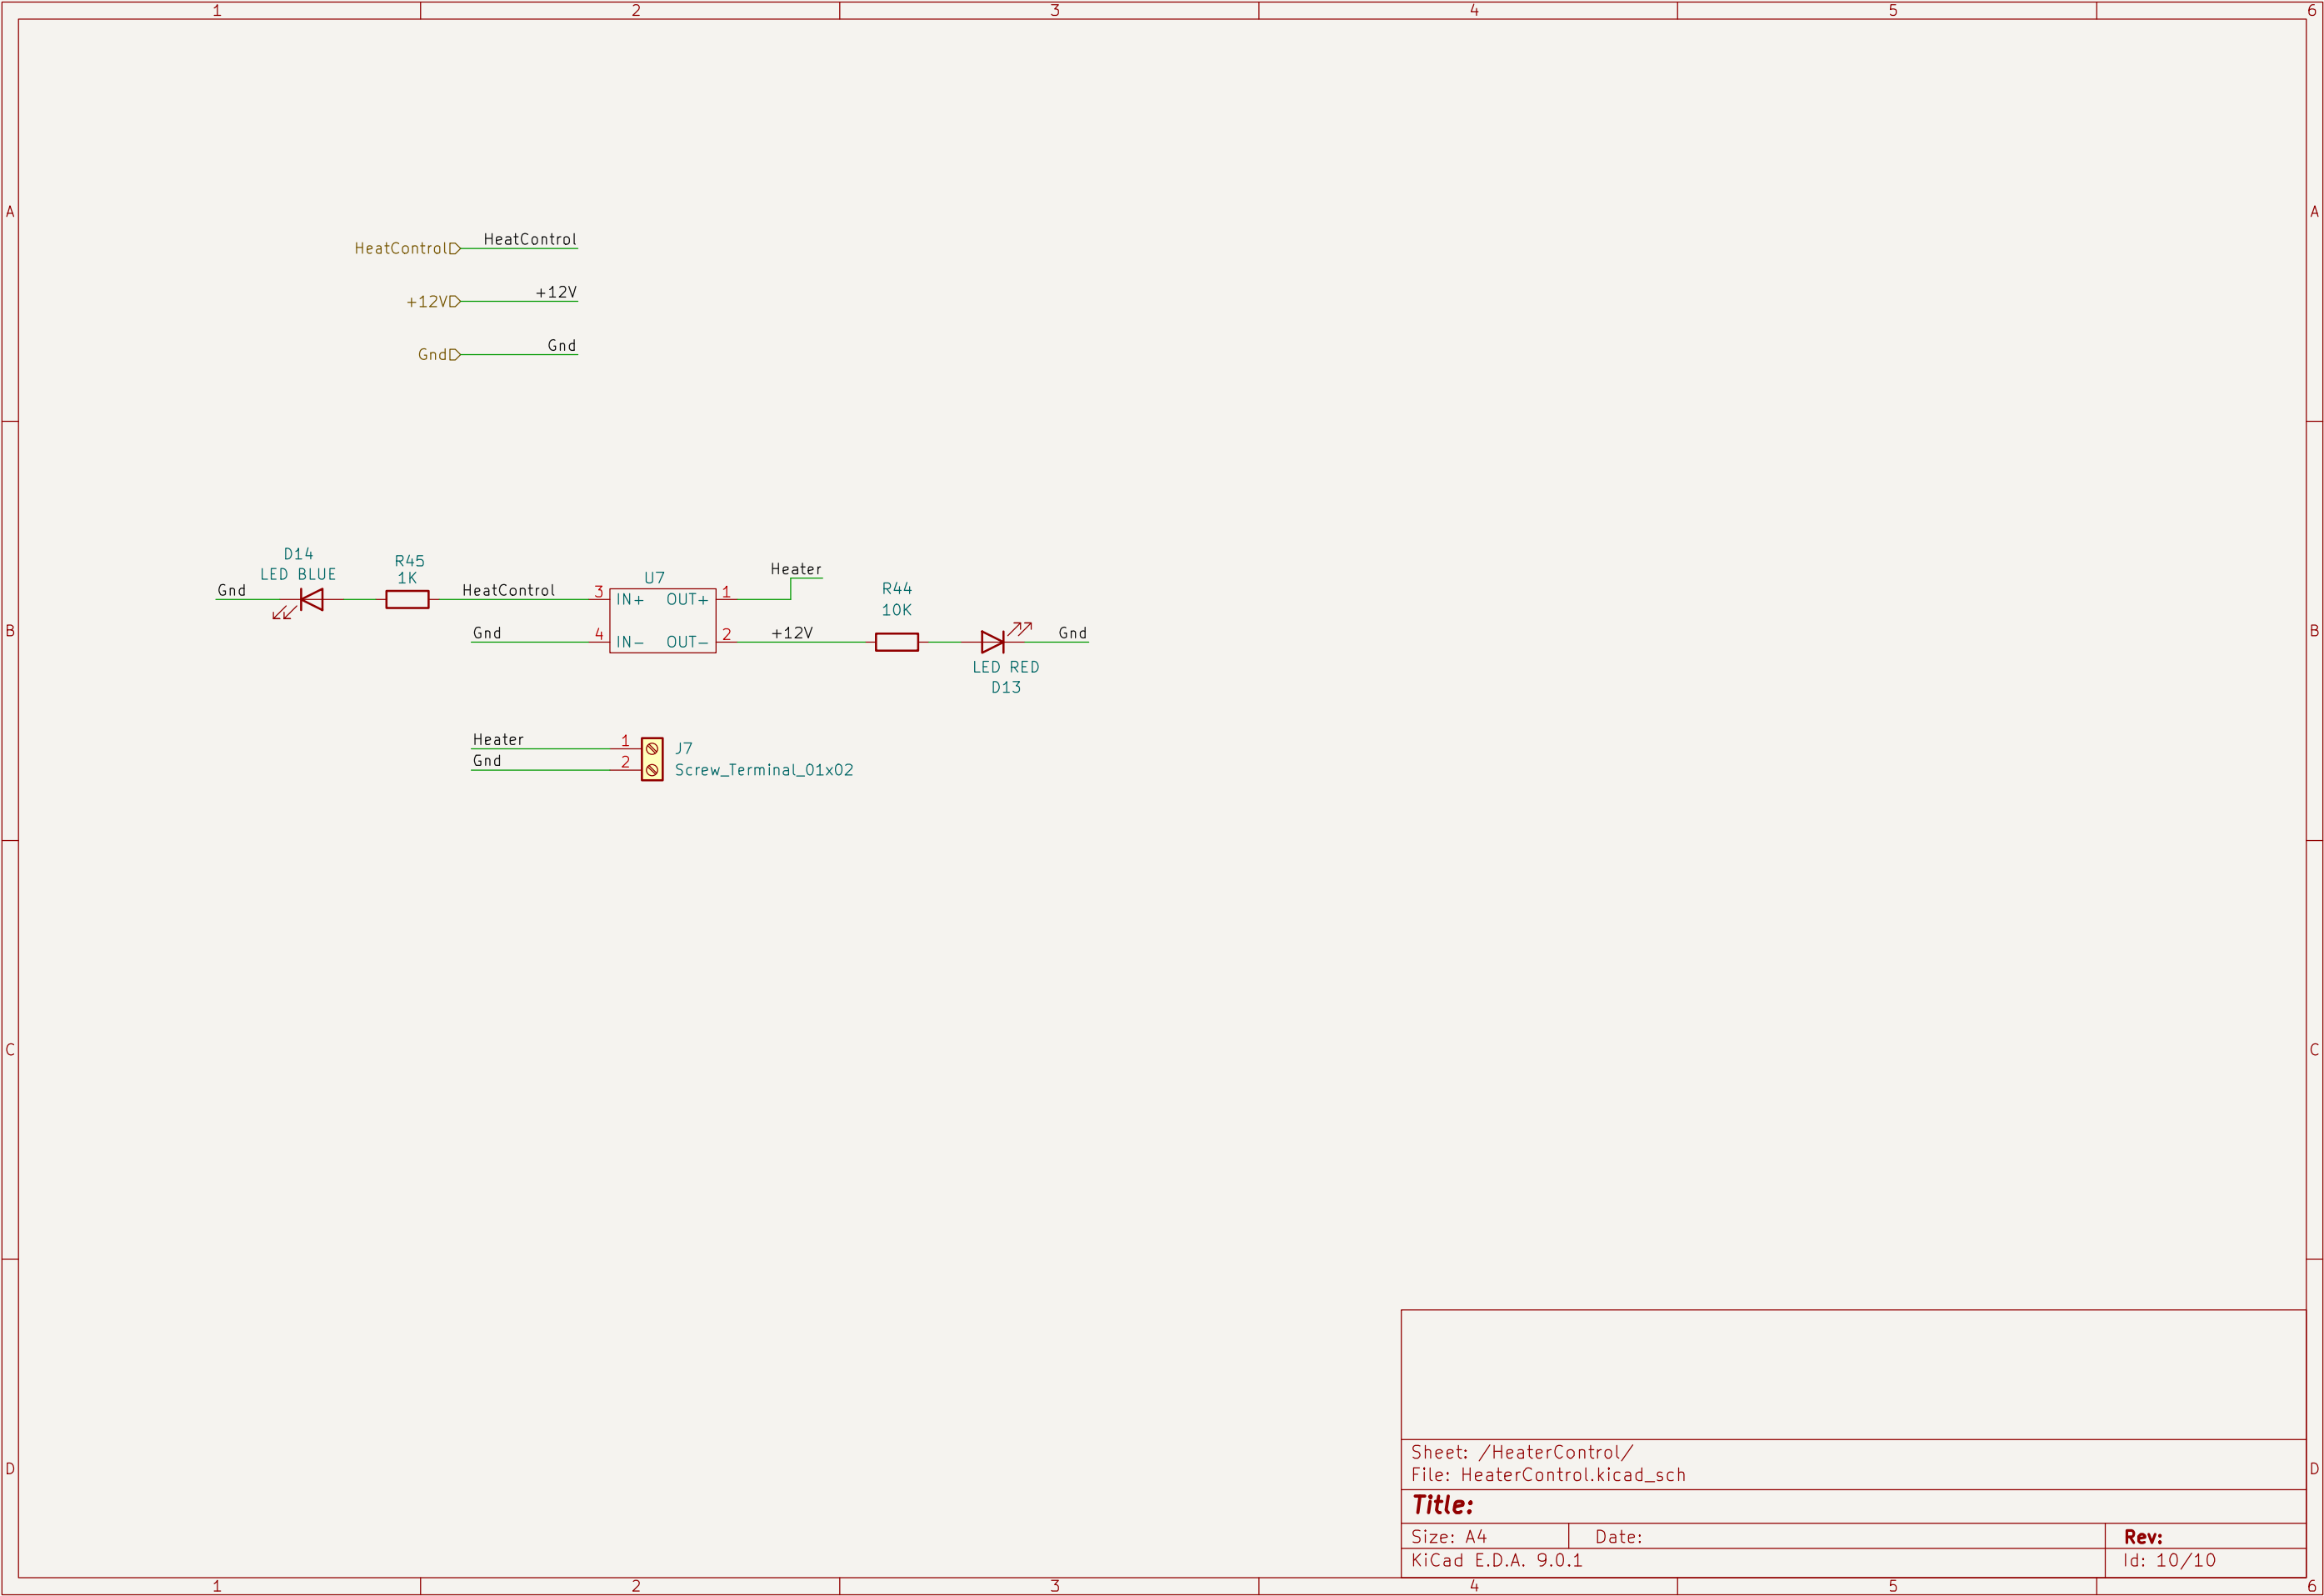 1 2 3 4 5 6
A A
HeatControl HeatControl
+12V +12V
Gnd Gnd
D14
LED BLUE
R45
1K
Gnd
HeatControl
Gnd
U7
3 IN+ OUT+ 1
4 IN- OUT- 2
Heater
+12V
R44
10K
Gnd
LED RED
D13
B B
Heater 1 J7
Gnd 2 Screw_Terminal_01x02
C C
D D
Sheet: /HeaterControl/
File: HeaterControl.kicad_sch
Title:
Size: A4 Date: Rev:
KiCad E.D.A. 9.0.1 Id: 10/10
1 2 3 4 5 6